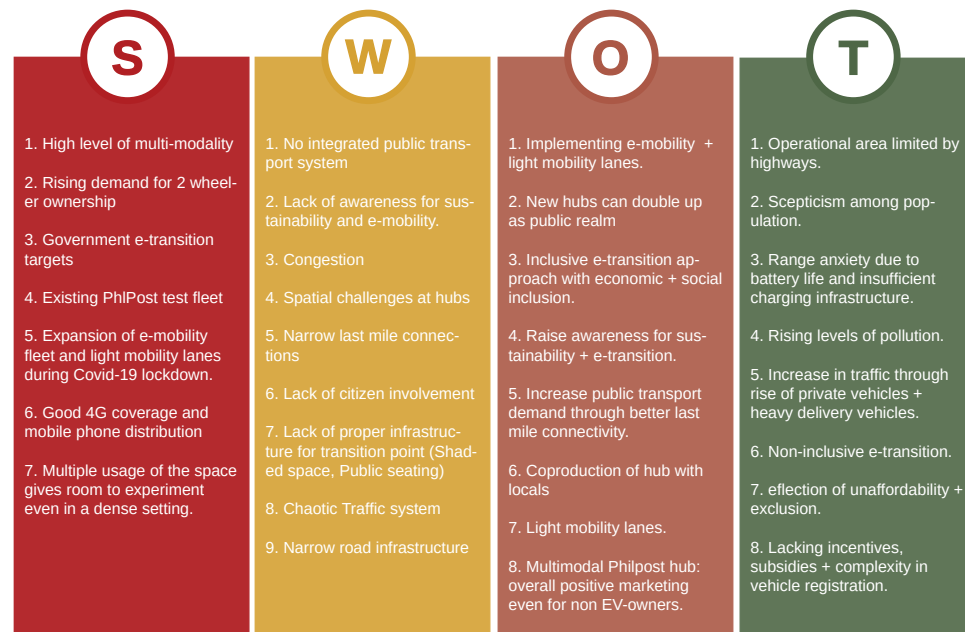 S
1. High level of multi-modality
2. Rising demand for 2 wheel-
er ownership
3. Government e-transition
targets
4. Existing PhlPost test fleet
5. Expansion of e-mobility
fleet and light mobility lanes
during Covid-19 lockdown.
6. Good 4G coverage and
mobile phone distribution
7. Multiple usage of the space
gives room to experiment
even in a dense setting.
W
1. No integrated public trans-
port system
2. Lack of awareness for sus-
tainability and e-mobility.
3. Congestion
4. Spatial challenges at hubs
5. Narrow last mile connec-
tions
6. Lack of citizen involvement
7. Lack of proper infrastruc-
ture for transition point (Shad-
ed space, Public seating)
8. Chaotic Traffic system
9. Narrow road infrastructure
O
1. Implementing e-mobility  +
light mobility lanes.
2. New hubs can double up
as public realm
3. Inclusive e-transition ap-
proach with economic + social
inclusion.
4. Raise awareness for sus-
tainability + e-transition.
5. Increase public transport
demand through better last
mile connectivity.
6. Coproduction of hub with
locals
7. Light mobility lanes.
8. Multimodal Philpost hub:
overall positive marketing
even for non EV-owners.
T
1. Operational area limited by
highways.
2. Scepticism among pop-
ulation.
3. Range anxiety due to
battery life and insufficient
charging infrastructure.
4. Rising levels of pollution.
5. Increase in traffic through
rise of private vehicles +
heavy delivery vehicles.
6. Non-inclusive e-transition.
7. eflection of unaffordability +
exclusion.
8. Lacking incentives,
subsidies + complexity in
vehicle registration.